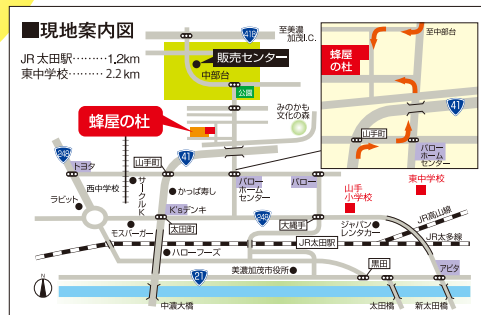 ■現地案内図
JR 太田駅………1.2km
東中学校………2.2 km
418
至美濃
加茂I.C.
販売センター
中部台
公園
みのかも
文化の森
蜂屋の杜
至中部台
蜂屋
の杜
41
山手町
バロー
ホーム
センター
248
トヨタ
山手町
41
西中学校
サークルK
かっぱ寿し
バロー
ホーム
センター
バロー
山手
小学校
東中学校
ラビット
K'sデンキ
248
モスバーガー
太田町
大縄手
ジャパン
レンタカー
JR高山線
JR太田駅
JR太多線
ハローフーズ
21
美濃加茂市役所
黒田
アピタ
N
中濃大橋
太田橋
新太田橋